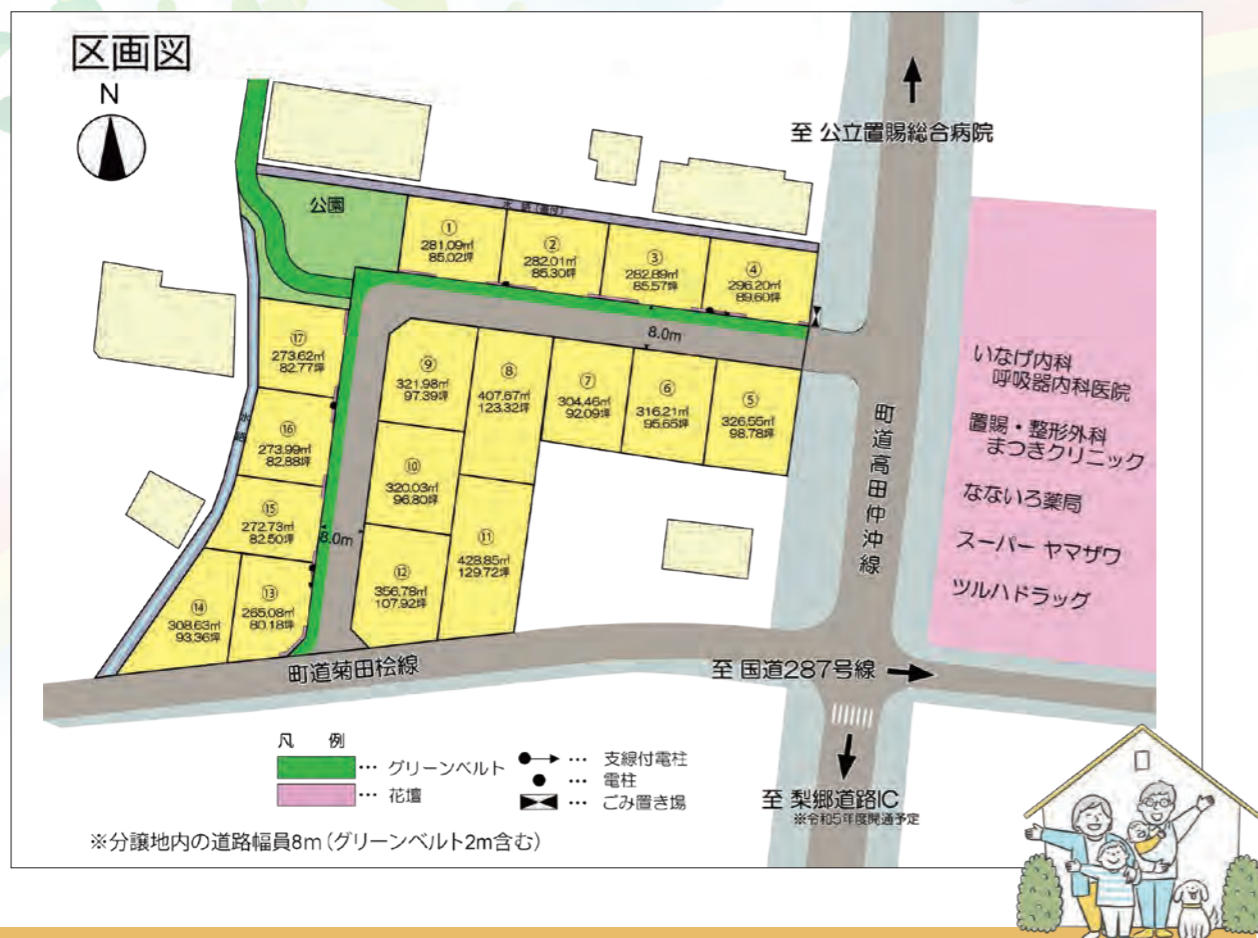 区画図
N
至 公立置賜総合病院
公園
①
281.09㎡
85.02坪
②
282.01㎡
85.30坪
③
282.89㎡
85.57坪
④
296.20㎡
89.60坪
8.0m
⑰
273.62㎡
82.77坪
⑨
321.98㎡
97.39坪
⑧
407.67㎡
123.32坪
⑦
304.46㎡
92.09坪
⑥
316.21㎡
95.65坪
⑤
326.55㎡
98.78坪
水路
⑯
273.99㎡
82.88坪
⑩
320.03㎡
96.80坪
⑮
272.73㎡
82.50坪
8.0m
⑪
428.85㎡
129.72坪
⑫
356.78㎡
107.92坪
⑬
265.08㎡
80.18坪
⑭
308.63㎡
93.36坪
町道高田仲沖線
いなげ内科
呼吸器内科医院
置賜・整形外科
まつきクリニック
なないろ薬局
スーパー ヤマザワ
ツルハドラッグ
町道菊田桧線
至 国道287号線
至 梨郷道路IC
※令和5年度開通予定
凡 例
… グリーンベルト
… 花壇
… 支線付電柱
… 電柱
… ごみ置き場
※分譲地内の道路幅員8m（グリーンベルト2m含む）